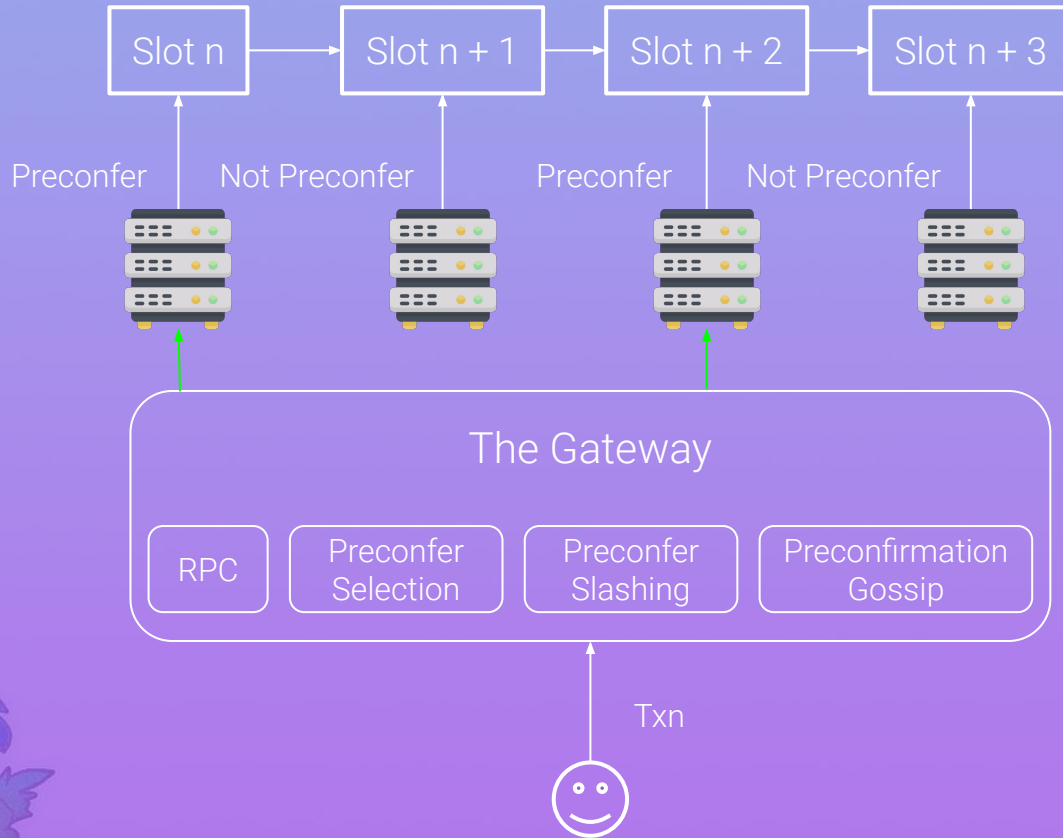 Slot n
Slot n + 1
Slot n + 2
Slot n + 3
Preconfer
Not Preconfer
Preconfer
Not Preconfer
The Gateway
RPC
Preconfer
Selection
Preconfer
Slashing
Preconfirmation
Gossip
Txn